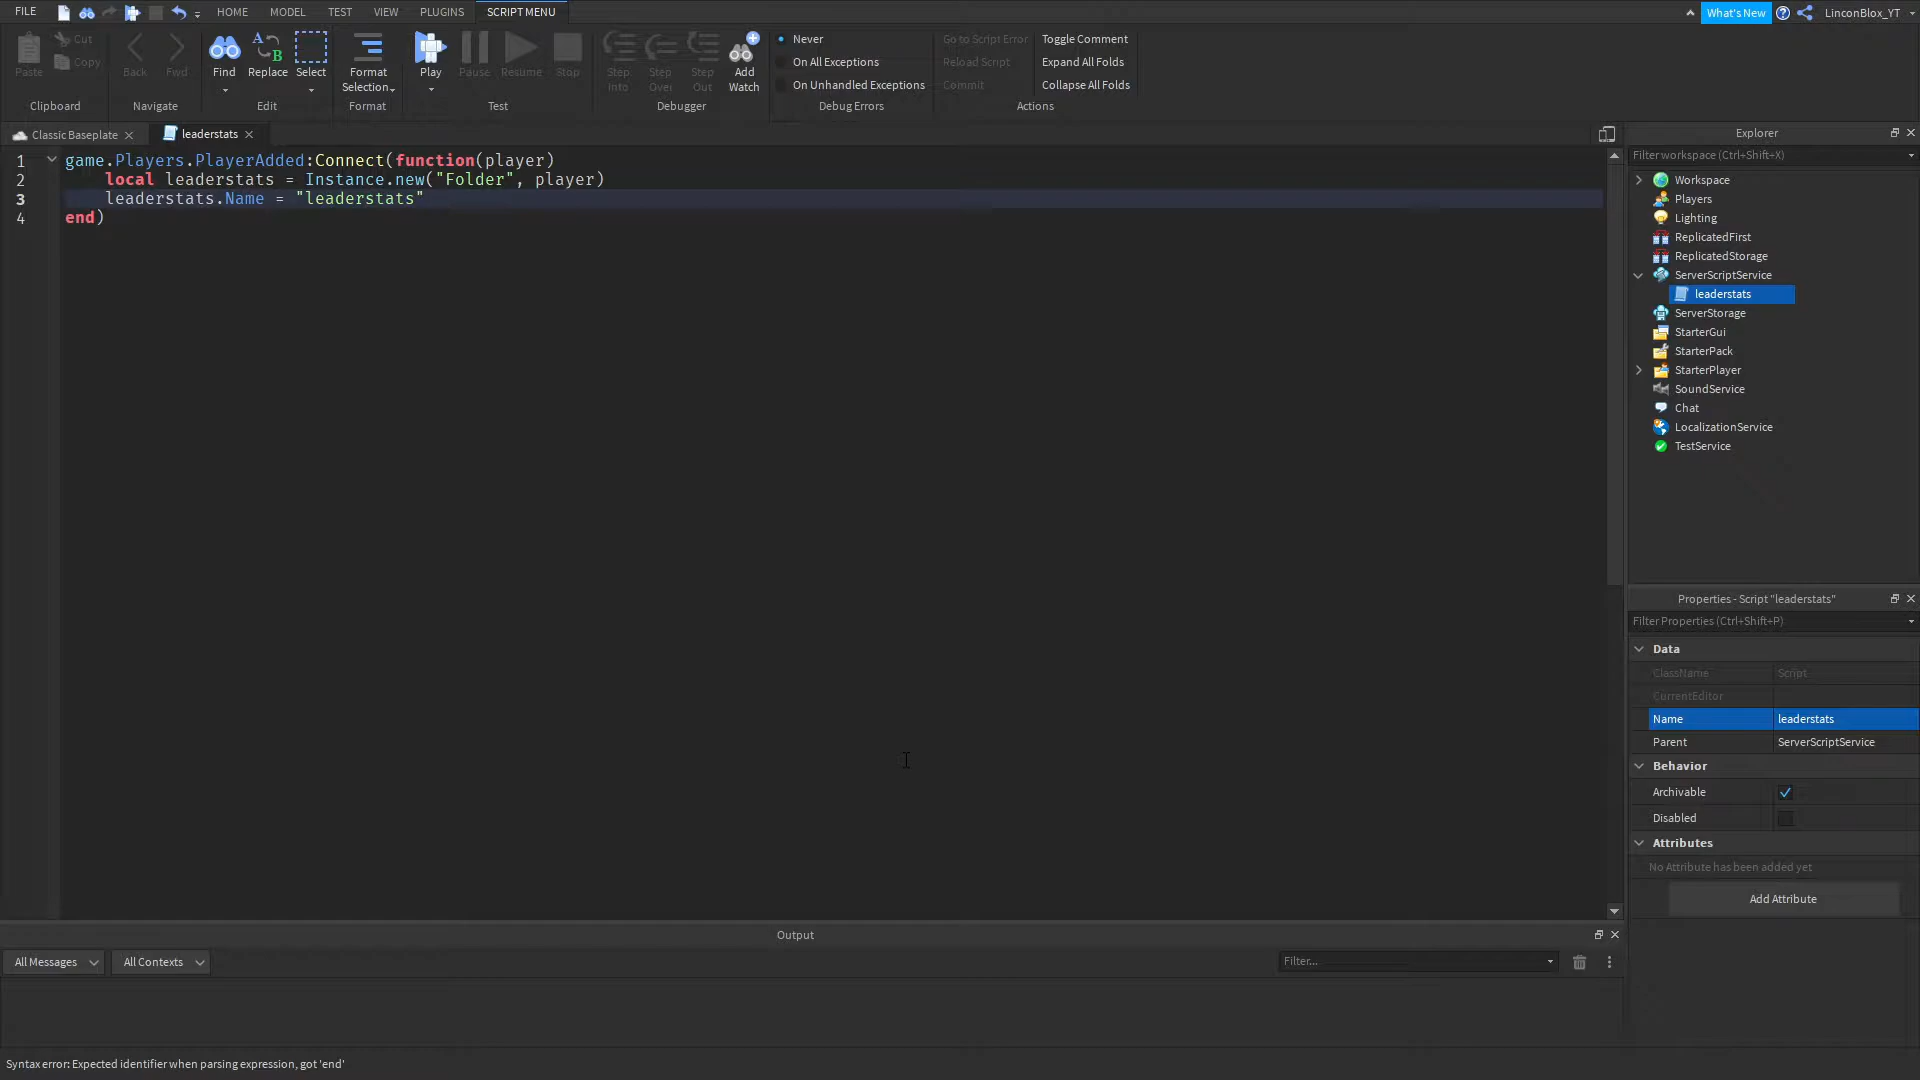 FILE HOME MODEL TEST VIEW PLUGINS SCRIPT MENU What's New LinconBlox_YT
Paste Cut Copy Back Fwd Find Replace Select Format Selection Play Pause Resume Stop Step Into Step Over Step Out Add Watch
Never
On All Exceptions
On Unhandled Exceptions
Go to Script Error
Reload Script
Commit
Toggle Comment
Expand All Folds
Collapse All Folds
Clipboard Navigate Edit Format Test Debugger Debug Errors Actions
Classic Baseplate leaderstats
1 game.Players.PlayerAdded:Connect(function(player)
2 local leaderstats = Instance.new("Folder", player)
3 leaderstats.Name = "leaderstats"
4 end)
Explorer
Filter workspace (Ctrl+Shift+X)
Workspace
Players
Lighting
ReplicatedFirst
ReplicatedStorage
ServerScriptService
leaderstats
ServerStorage
StarterGui
StarterPack
StarterPlayer
SoundService
Chat
LocalizationService
TestService
Properties - Script "leaderstats"
Filter Properties (Ctrl+Shift+P)
Data
ClassName Script
CurrentEditor
Name leaderstats
Parent ServerScriptService
Behavior
Archivable
Disabled
Attributes
No Attribute has been added yet
Add Attribute
Output
All Messages All Contexts Filter...
Syntax error: Expected identifier when parsing expression, got 'end'